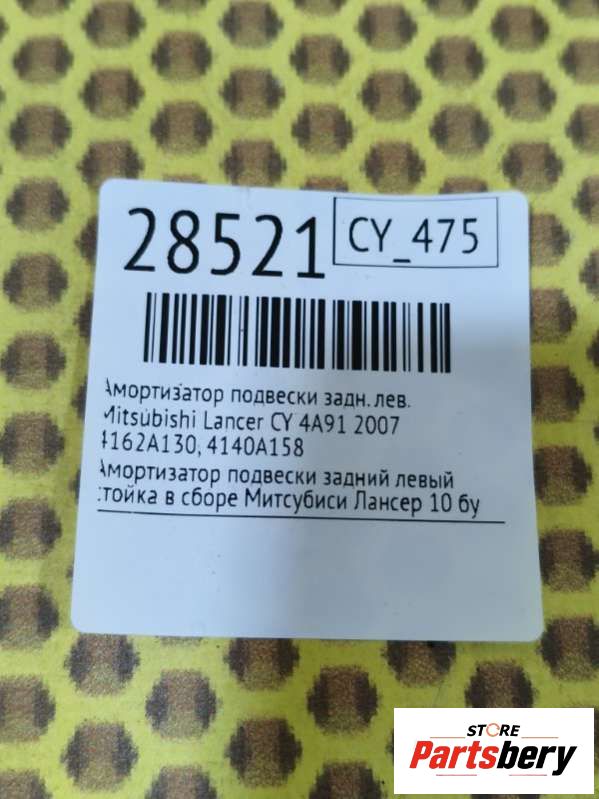 28521
CY_475
Амортизатор подвески задн. лев.
Mitsubishi Lancer CY 4A91 2007
4162A130, 4140A158
Амортизатор подвески задний левый
стойка в сборе Митсубиси Лансер 10 бу
STORE
Partsbery